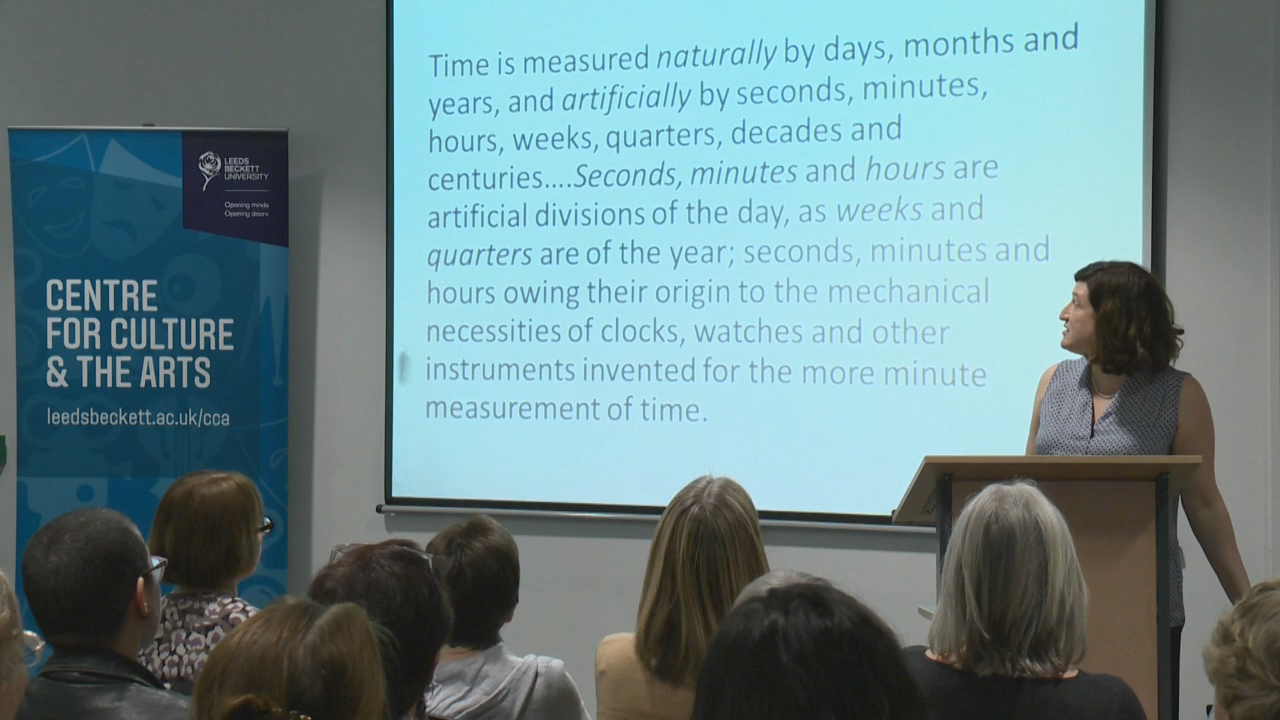 Time is measured naturally by days, months and
years, and artificially by seconds, minutes,
hours, weeks, quarters, decades and
centuries....Seconds, minutes and hours are
artificial divisions of the day, as weeks and
quarters are of the year; seconds, minutes and
hours owing their origin to the mechanical
necessities of clocks, watches and other
instruments invented for the more minute
measurement of time.
LEEDS
BECKETT
UNIVERSITY
Opening minds
Opening doors
CENTRE
FOR CULTURE
& THE ARTS
leedsbeckett.ac.uk/cca